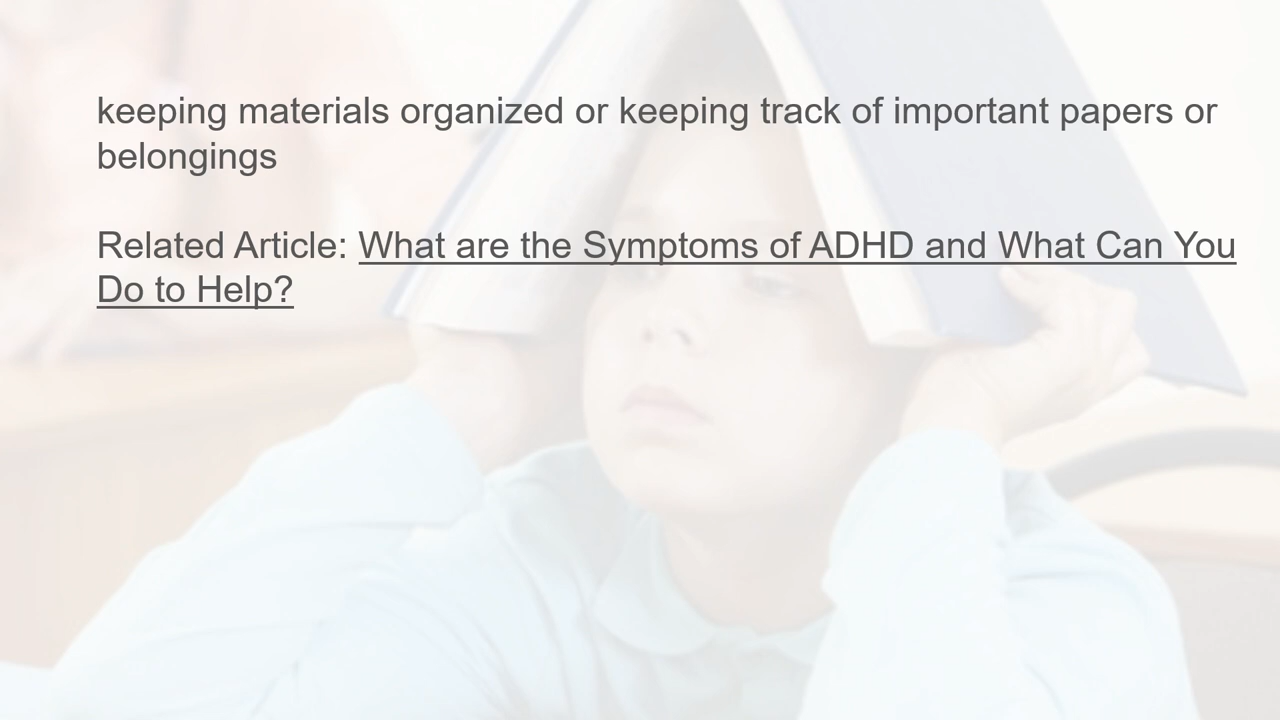 keeping materials organized or keeping track of important papers or
belongings
Related Article: What are the Symptoms of ADHD and What Can You
Do to Help?